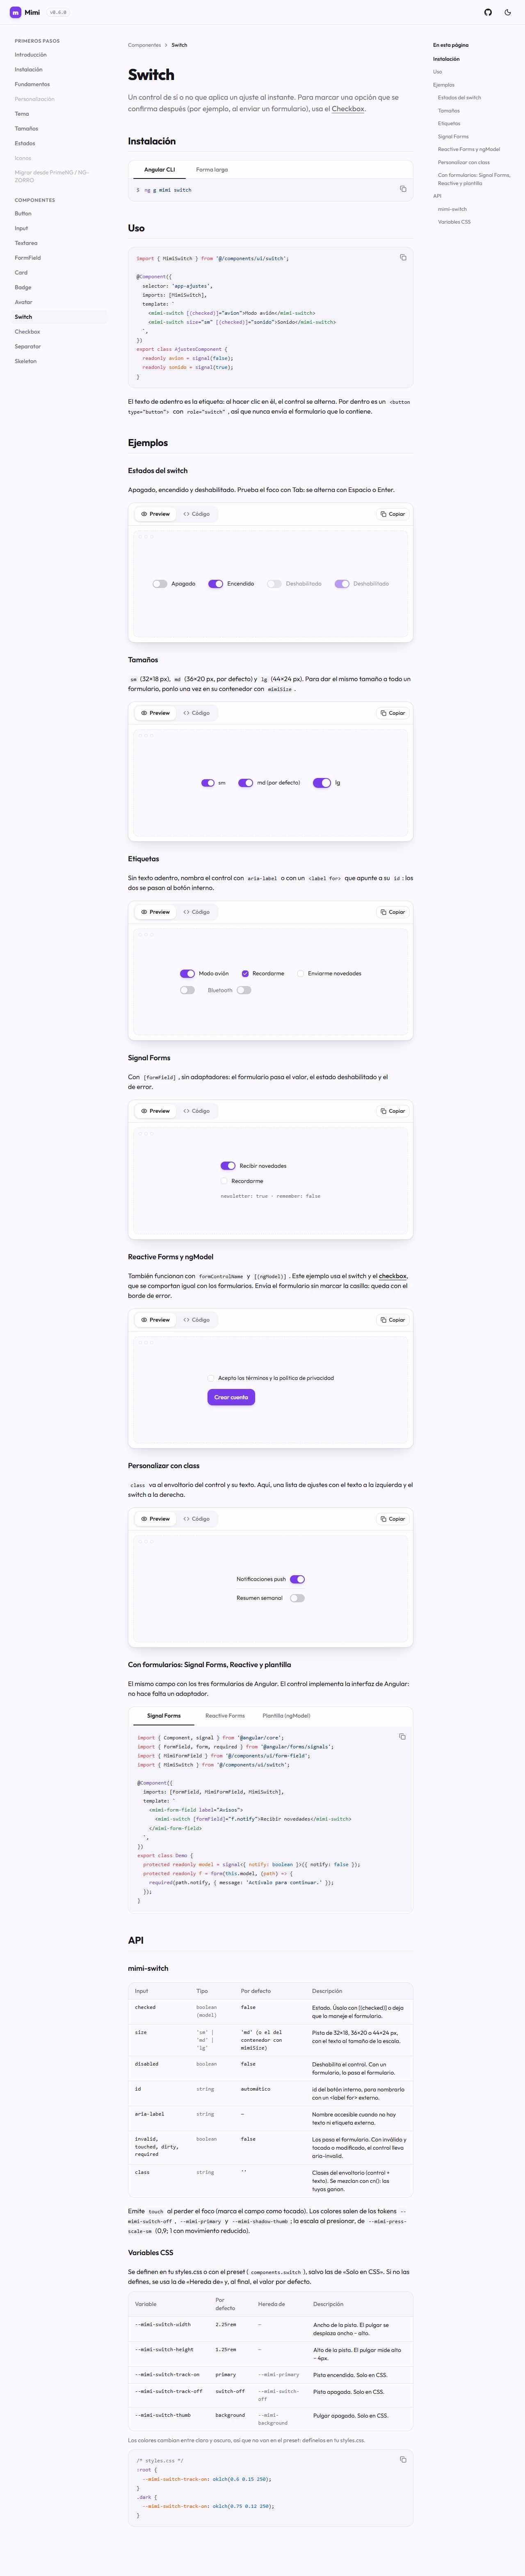 m Mimi v0.6.0
PRIMEROS PASOS
Introducción
Instalación
Fundamentos
Personalización
Tema
Tamaños
Estados
Iconos
Migrar desde PrimeNG / NG-
ZORRO
COMPONENTES
Button
Input
Textarea
FormField
Card
Badge
Avatar
Switch
Checkbox
Separator
Skeleton
Componentes > Switch
Switch
Un control de sí o no que aplica un ajuste al instante. Para marcar una opción que se
confirma después (por ejemplo, al enviar un formulario), usa el Checkbox.
Instalación
Angular CLI Forma larga
$ ng g mimi switch
Uso
import { MimiSwitch } from '@/components/ui/switch';
@Component({
selector: 'app-ajustes',
imports: [MimiSwitch],
template: `
<mimi-switch [(checked)]="avion">Modo avión</mimi-switch>
<mimi-switch size="sm" [(checked)]="sonido">Sonido</mimi-switch>
`,
})
export class AjustesComponent {
readonly avion = signal(false);
readonly sonido = signal(true);
}
El texto de adentro es la etiqueta: al hacer clic en él, el control se alterna. Por dentro es un <button
type="button"> con role="switch" , así que nunca envía el formulario que lo contiene.
Ejemplos
Estados del switch
Apagado, encendido y deshabilitado. Prueba el foco con Tab: se alterna con Espacio o Enter.
Preview Código Copiar
Apagado Encendido Deshabilitado Deshabilitado
Tamaños
sm (32×18 px), md (36×20 px, por defecto) y lg (44×24 px). Para dar el mismo tamaño a todo un
formulario, ponlo una vez en su contenedor con mimiSize .
Preview Código Copiar
sm md (por defecto) lg
Etiquetas
Sin texto adentro, nombra el control con aria-label o con un <label for> que apunte a su id : los
dos se pasan al botón interno.
Preview Código Copiar
Modo avión Recordarme Enviarme novedades
Bluetooth
Signal Forms
Con [formField] , sin adaptadores: el formulario pasa el valor, el estado deshabilitado y el
de error.
Preview Código Copiar
Recibir novedades
Recordarme
newsletter: true · remember: false
Reactive Forms y ngModel
También funcionan con formControlName y [(ngModel)] . Este ejemplo usa el switch y el checkbox,
que se comportan igual con los formularios. Envía el formulario sin marcar la casilla: queda con el
borde de error.
Preview Código Copiar
Acepto los términos y la política de privacidad
Crear cuenta
Personalizar con class
class va al envoltorio del control y su texto. Aquí, una lista de ajustes con el texto a la izquierda y el
switch a la derecha.
Preview Código Copiar
Notificaciones push
Resumen semanal
Con formularios: Signal Forms, Reactive y plantilla
El mismo campo con los tres formularios de Angular. El control implementa la interfaz de Angular:
no hace falta un adaptador.
Signal Forms Reactive Forms Plantilla (ngModel)
import { Component, signal } from '@angular/core';
import { FormField, form, required } from '@angular/forms/signals';
import { MimiFormField } from '@/components/ui/form-field';
import { MimiSwitch } from '@/components/ui/switch';
@Component({
imports: [FormField, MimiFormField, MimiSwitch],
template: `
<mimi-form-field label="Avisos">
<mimi-switch [formField]="f.notify">Recibir novedades</mimi-switch>
</mimi-form-field>
`,
})
export class Demo {
protected readonly model = signal<{ notify: boolean }>({ notify: false });
protected readonly f = form(this.model, (path) => {
required(path.notify, { message: 'Actívalo para continuar.' });
});
}
API
mimi-switch
Input Tipo Por defecto Descripción
checked boolean (model) false Estado. Úsalo con [(checked)] o deja que lo maneje el formulario.
size 'sm' | 'md' | 'lg' 'md' (o el del contenedor con mimiSize) Pista de 32×18, 36×20 o 44×24 px, con el texto al tamaño de la escala.
disabled boolean false Deshabilita el control. Con un formulario, lo pasa el formulario.
id string automático id del botón interno, para nombrarlo con un <label for> externo.
aria-label string — Nombre accesible cuando no hay texto ni etiqueta externa.
invalid, touched, dirty, required boolean false Los pasa el formulario. Con inválido y tocado o modificado, el control lleva aria-invalid.
class string '' Clases del envoltorio (control + texto). Se mezclan con cn(): las tuyas ganan.
Emite touch al perder el foco (marca el campo como tocado). Los colores salen de los tokens --
mimi-switch-off , --mimi-primary y --mimi-shadow-thumb ; la escala al presionar, de --mimi-press-
scale-sm (0,9; 1 con movimiento reducido).
Variables CSS
Se definen en tu styles.css o con el preset ( components.switch ), salvo las de «Solo en CSS». Si no las
defines, se usa la de «Hereda de» y, al final, el valor por defecto.
Variable Por defecto Hereda de Descripción
--mimi-switch-width 2.25rem — Ancho de la pista. El pulgar se desplaza ancho − alto.
--mimi-switch-height 1.25rem — Alto de la pista. El pulgar mide alto − 4px.
--mimi-switch-track-on primary --mimi-primary Pista encendida. Solo en CSS.
--mimi-switch-track-off switch-off --mimi-switch-off Pista apagada. Solo en CSS.
--mimi-switch-thumb background --mimi-background Pulgar apagado. Solo en CSS.
Los colores cambian entre claro y oscuro, así que no van en el preset: defínelos en tu styles.css.
/* styles.css */
:root {
--mimi-switch-track-on: oklch(0.6 0.15 250);
}
.dark {
--mimi-switch-track-on: oklch(0.75 0.12 250);
}
En esta página
Instalación
Uso
Ejemplos
Estados del switch
Tamaños
Etiquetas
Signal Forms
Reactive Forms y ngModel
Personalizar con class
Con formularios: Signal Forms,
Reactive y plantilla
API
mimi-switch
Variables CSS